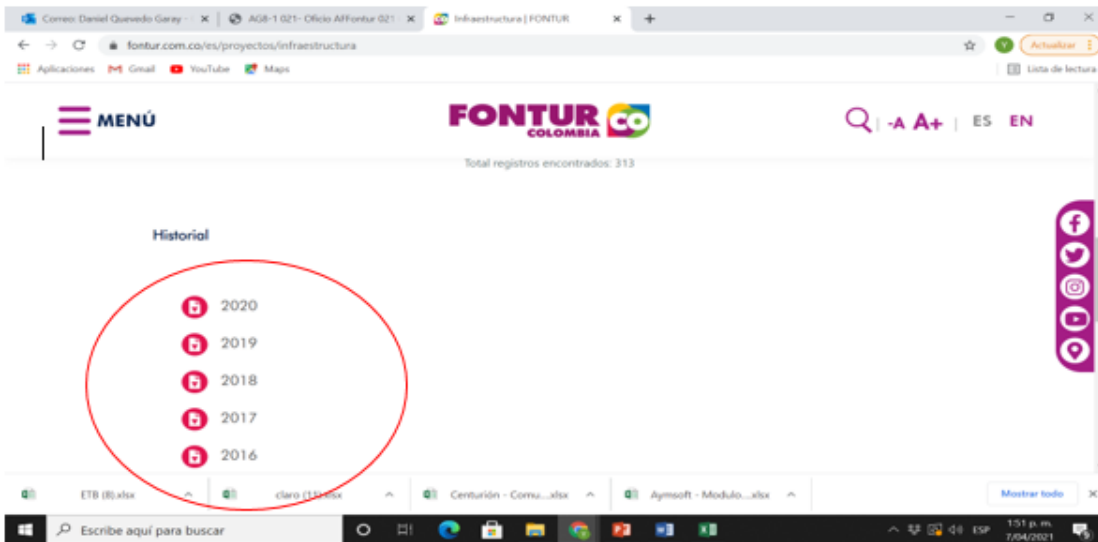 Correo: Daniel Quevedo Garay -
AG8-1 021- Oficio AFFontur 021
Infraestructura | FONTUR
fontur.com.co/es/proyectos/infraestructura
Actualizar
Aplicaciones
Gmail
YouTube
Maps
Lista de lectura
MENÚ
FONTUR CO
COLOMBIA
-A A+ | ES EN
Total registros encontrados: 313
Historial
2020
2019
2018
2017
2016
ETB (8).xlsx
claro (15).xlsx
Centurión - Comu....xlsx
Aymsoft - Modulo....xlsx
Mostrar todo
Escribe aquí para buscar
ESP
1:51 p. m.
7/04/2021